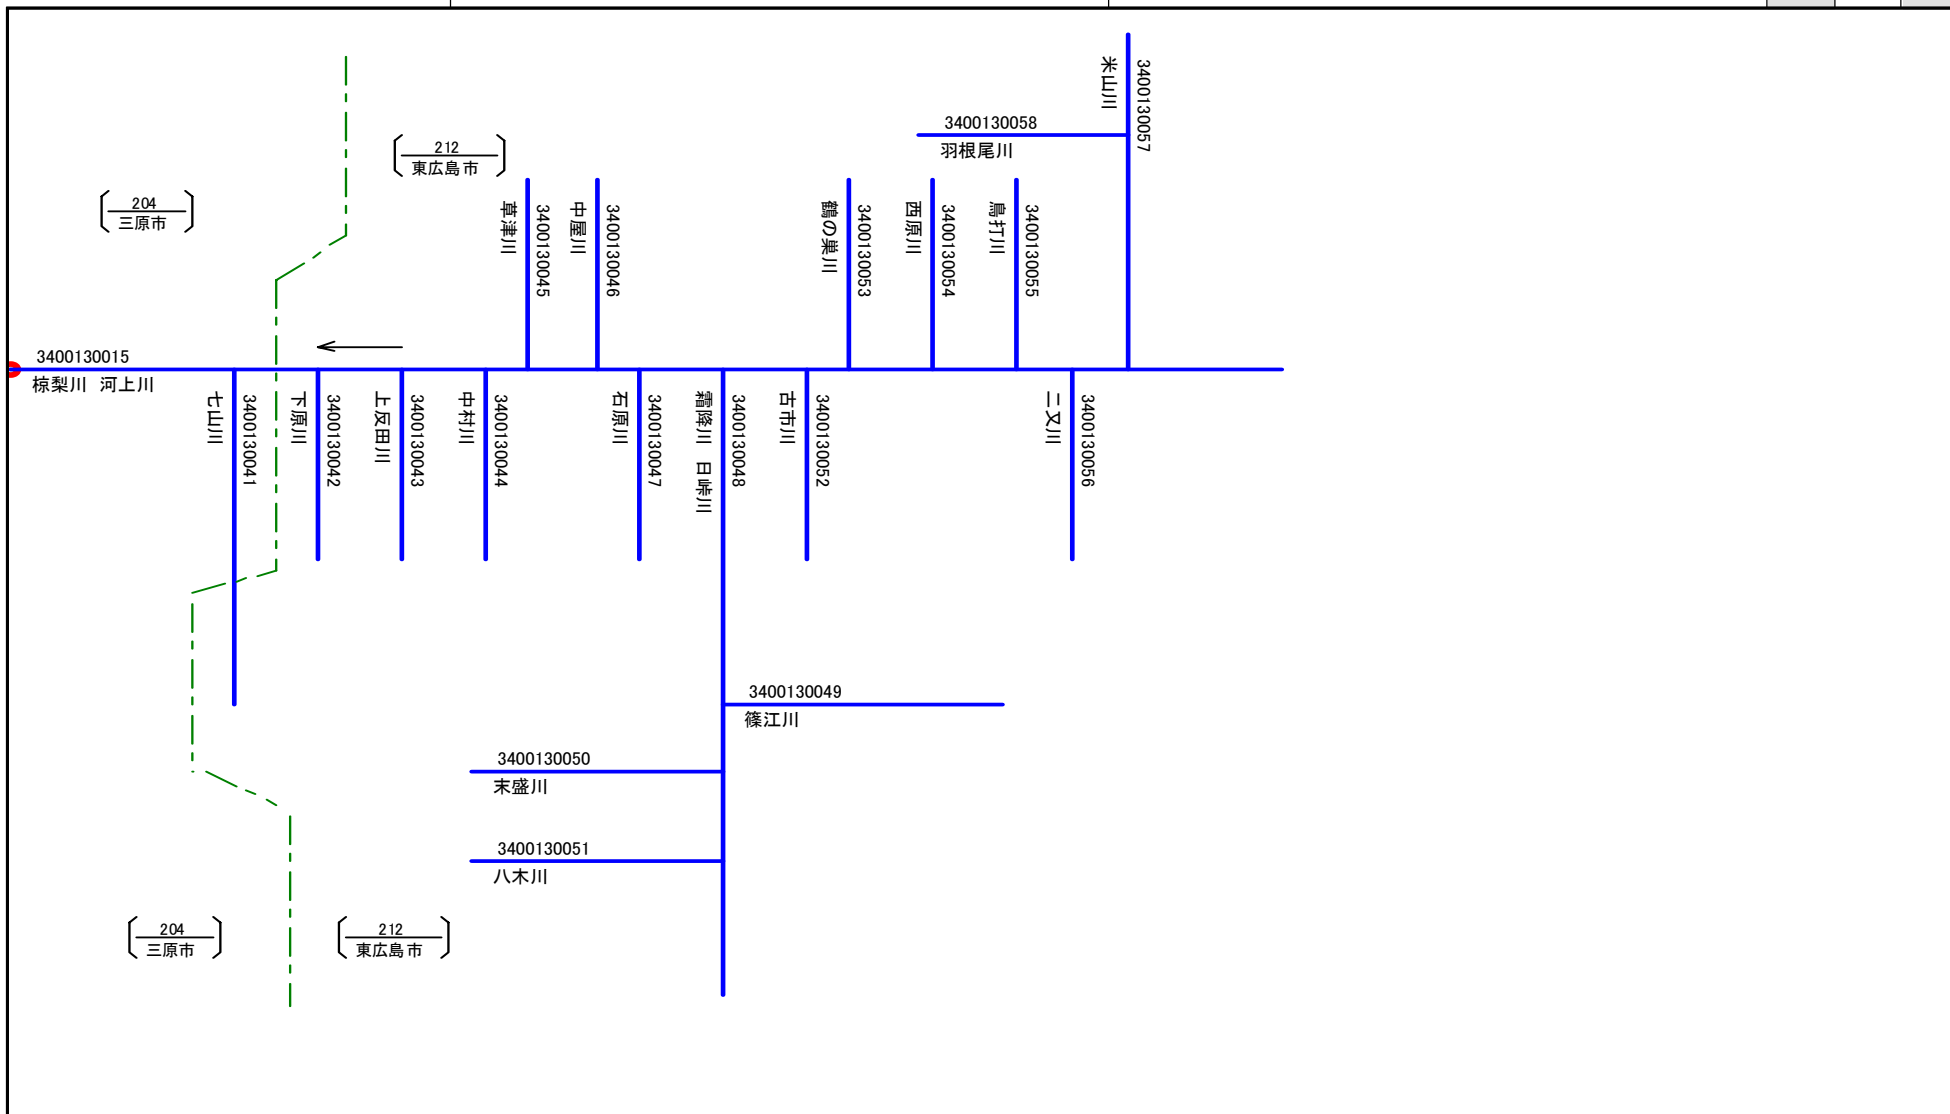 米山川
3400130057
3400130058
羽根尾川
212
東広島市
204
三原市
草津川
3400130045
中屋川
3400130046
鶴の巣川
3400130053
西原川
3400130054
鳥打川
3400130055
3400130015
椋梨川 河上川
七山川
3400130041
下原川
3400130042
上反田川
3400130043
中村川
3400130044
石原川
3400130047
霜降川 日峠川
3400130048
古市川
3400130052
二又川
3400130056
3400130049
篠江川
3400130050
末盛川
3400130051
八木川
204
三原市
212
東広島市